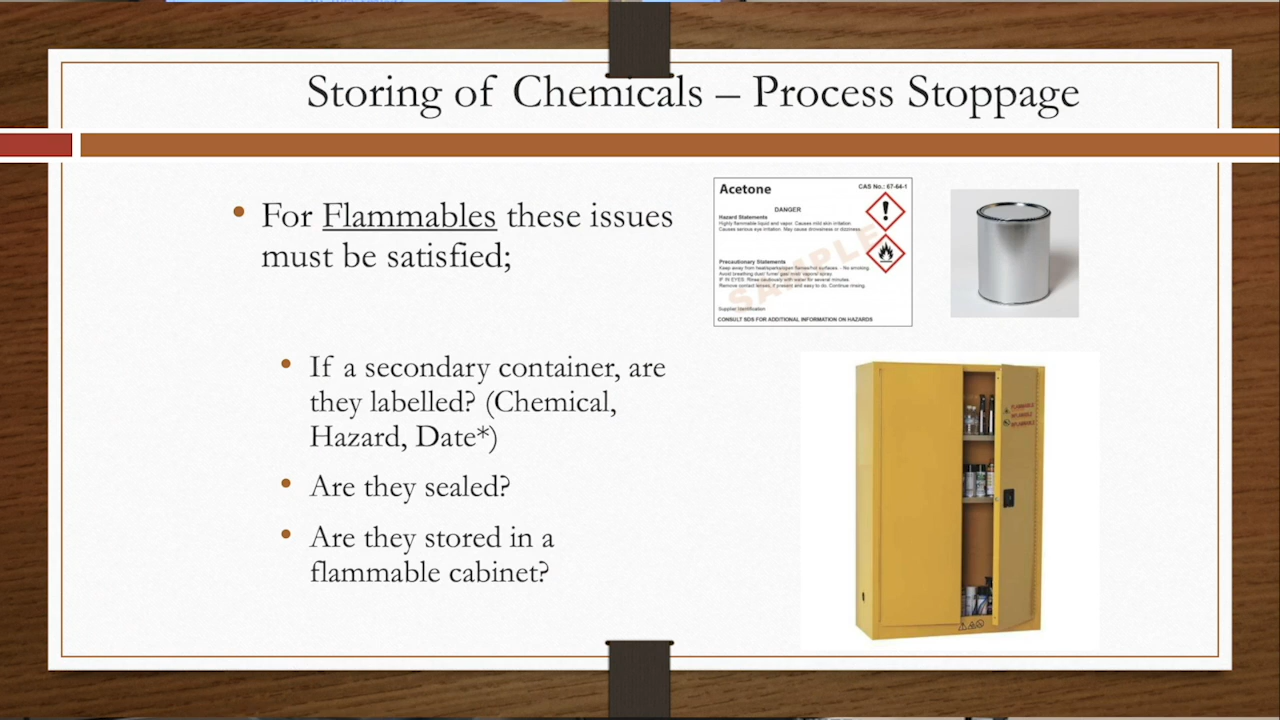 Storing of Chemicals – Process Stoppage
• For Flammables these issues
must be satisfied;
• If a secondary container, are
they labelled? (Chemical,
Hazard, Date*)
• Are they sealed?
• Are they stored in a
flammable cabinet?
Acetone
CAS No.: 67-64-1
DANGER
Hazard Statements
Highly flammable liquid and vapor. Causes mild skin irritation
Causes serious eye irritation. May cause drowsiness or dizziness
SAMPLE
Precautionary Statements
Keep away from heat/sparks/open flames/hot surfaces. - No smoking.
Avoid breathing dust/ fume/ gas/ mist/ vapors/ spray.
IF IN EYES: Rinse cautiously with water for several minutes.
Remove contact lenses, if present and easy to do. Continue rinsing.
Supplier Identification
CONSULT SDS FOR ADDITIONAL INFORMATION ON HAZARDS
FLAMMABLE